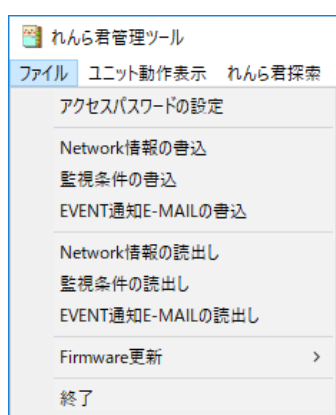 れんら君管理ツール
ファイル ユニット動作表示 れんら君探索
アクセスパスワードの設定
Network情報の書込
監視条件の書込
EVENT通知E-MAILの書込
Network情報の読出し
監視条件の読出し
EVENT通知E-MAILの読出し
Firmware更新 >
終了